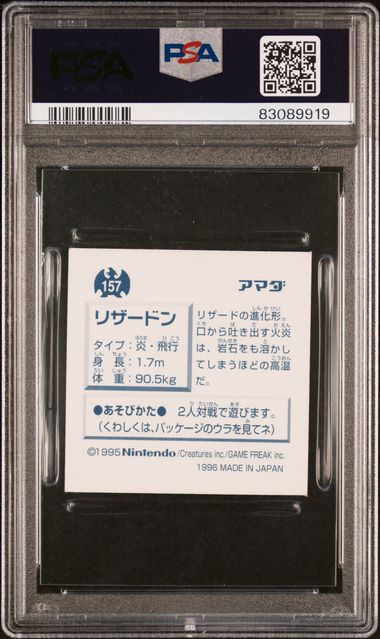 PSA
PSA
83089919
157
アマダ
リザードン
タイプ：炎・飛行
身長：1.7m
体重：90.5kg
リザードの進化形。
口から吐き出す火炎
は、岩石をも溶かし
てしまうほどの高温
だ。
●あそびかた● 2人対戦で遊びます。
（くわしくは、パッケージのウラを見てネ）
©1995 Nintendo/Creatures inc./GAME FREAK inc.
1996 MADE IN JAPAN